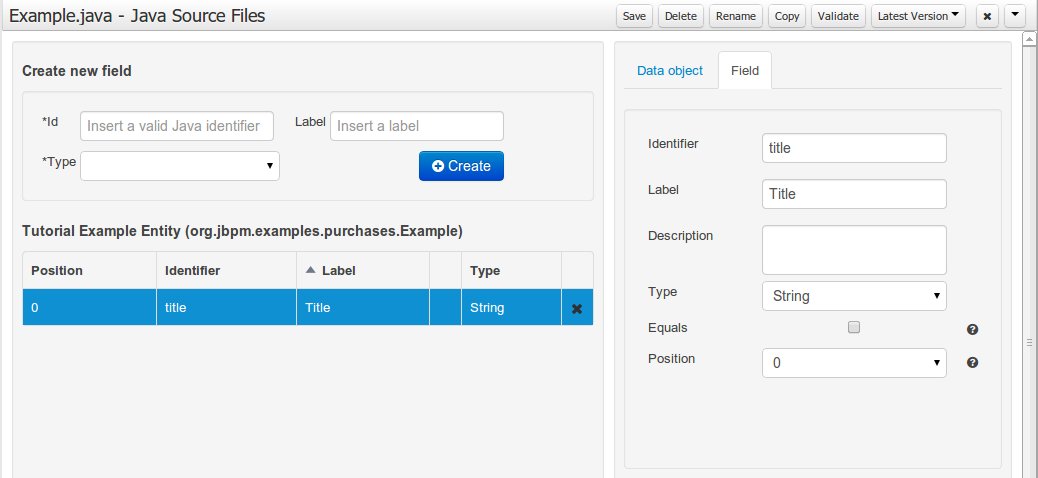 Example.java - Java Source Files
Save Delete Rename Copy Validate Latest Version
Create new field
*Id Insert a valid Java identifier Label Insert a label
*Type Create
Tutorial Example Entity (org.jbpm.examples.purchases.Example)
Position Identifier Label Type
0 title Title String
Data object Field
Identifier title
Label Title
Description
Type String
Equals
Position 0